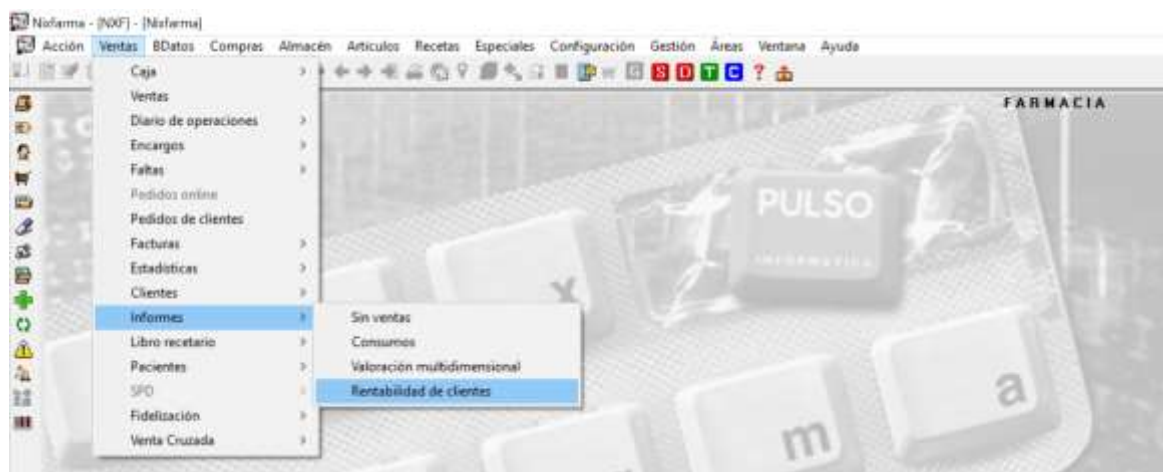 Nixfarma - [NXF] - [Nixfarma]
Acción Ventas BDatos Compras Almacén Artículos Recetas Especiales Configuración Gestión Áreas Ventana Ayuda
G S D T C ?
FARMACIA
Caja
Ventas
Diario de operaciones
Encargos
Faltas
Pedidos online
Pedidos de clientes
Facturas
Estadísticas
Clientes
Informes
Libro recetario
Pacientes
SPD
Fidelización
Venta Cruzada
Sin ventas
Consumos
Valoración multidimensional
Rentabilidad de clientes
PULSO
INFORMATICA
x
a
m